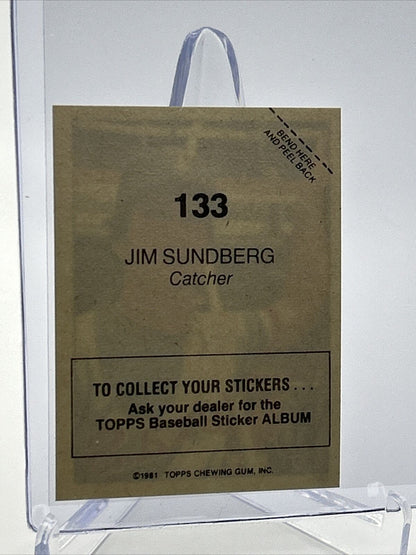 BEND HERE
AND PEEL BACK
133
JIM SUNDBERG
Catcher
TO COLLECT YOUR STICKERS . . .
Ask your dealer for the
TOPPS Baseball Sticker ALBUM
©1981 TOPPS CHEWING GUM, INC.